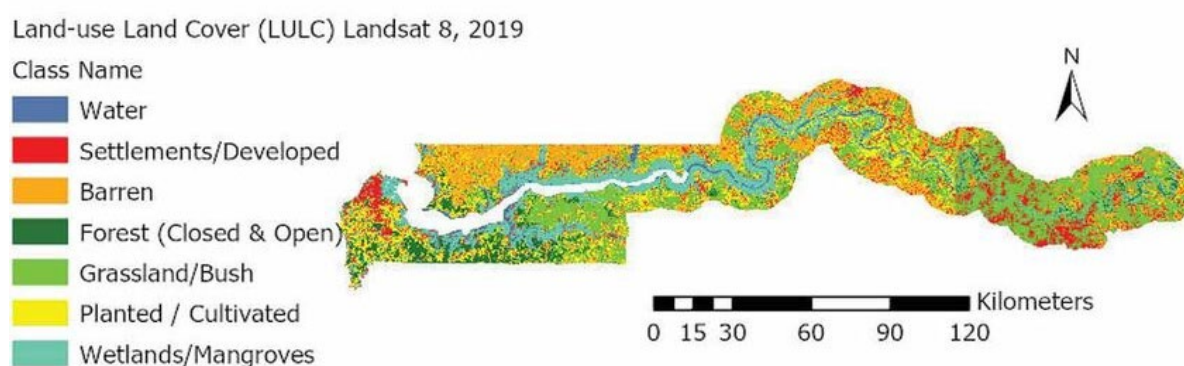 Land-use Land Cover (LULC) Landsat 8, 2019
Class Name
Water
Settlements/Developed
Barren
Forest (Closed & Open)
Grassland/Bush
Planted / Cultivated
Wetlands/Mangroves
N
Kilometers
0 15 30 60 90 120